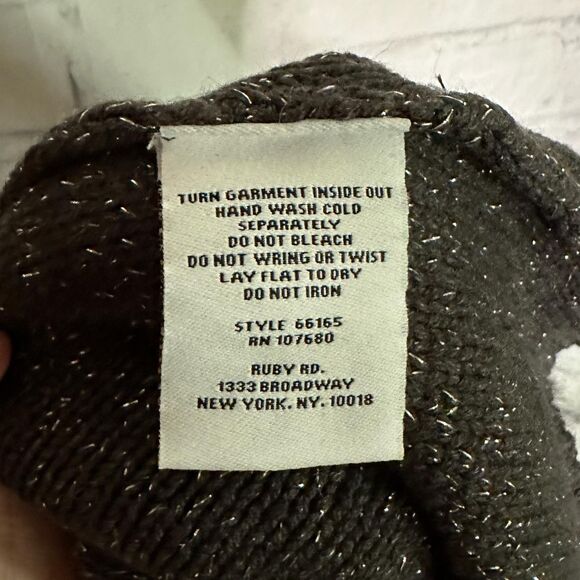 TURN GARMENT INSIDE OUT
HAND WASH COLD
SEPARATELY
DO NOT BLEACH
DO NOT WRING OR TWIST
LAY FLAT TO DRY
DO NOT IRON
STYLE 66165
RN 107680
RUBY RD.
1333 BROADWAY
NEW YORK. NY. 10018